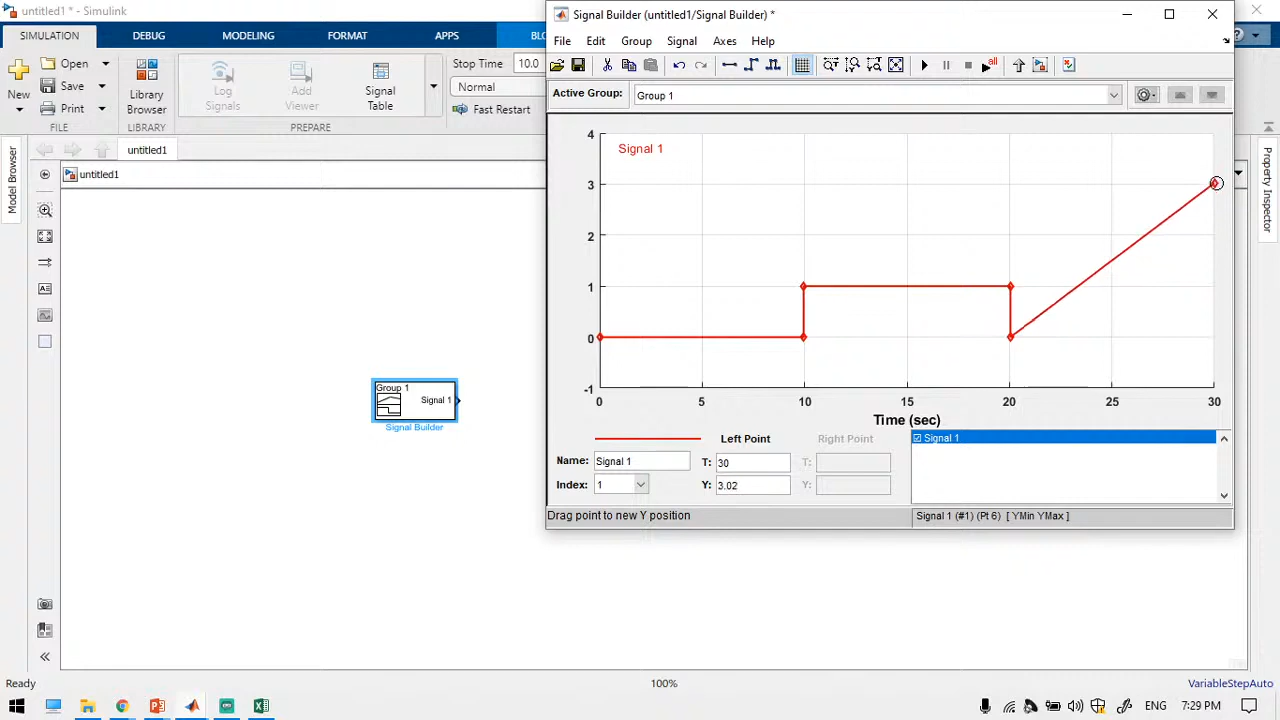 untitled1 * - Simulink
SIMULATION
DEBUG
MODELING
FORMAT
APPS
BLO
New
Open
Save
Print
FILE
Library
Browser
LIBRARY
Log
Signals
Add
Viewer
Signal
Table
PREPARE
Stop Time
10.0
Normal
Fast Restart
untitled1
untitled1
Model Browser
Property Inspector
Group 1
Signal 1
Signal Builder
Signal Builder (untitled1/Signal Builder) *
File
Edit
Group
Signal
Axes
Help
all
Active Group:
Group 1
Signal 1
4
3
2
1
0
-1
0
5
10
15
20
25
30
Time (sec)
Left Point
Right Point
Name:
Signal 1
T:
30
T:
Index:
1
Y:
3.02
Y:
Signal 1
Drag point to new Y position
Signal 1 (#1) (Pt 6) [ YMin YMax ]
Ready
100%
VariableStepAuto
ENG
7:29 PM